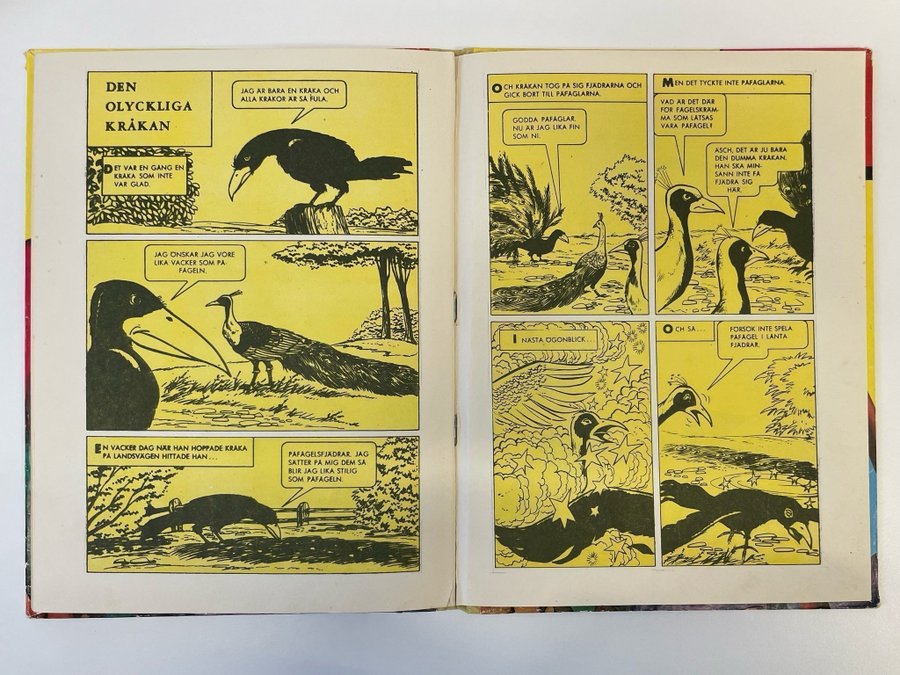 DEN
OLYCKLIGA
KRÅKAN
JAG ÄR BARA EN KRÅKA OCH
ALLA KRÅKOR ÄR SÅ FULA.
DET VAR EN GÅNG EN
KRÅKA SOM INTE
VAR GLAD.
JAG ÖNSKAR JAG VORE
LIKA VACKER SOM PÅ-
FÅGELN.
EN VACKER DAG NÄR HAN HOPPADE KRÅKA
PÅ LANDSVÄGEN HITTADE HAN...
PÅFÅGELSFJÄDRAR. JAG
SÄTTER PÅ MIG DEM SÅ
BLIR JAG LIKA STILIG
SOM PÅFÅGELN.
OCH KRÅKAN TOG PÅ SIG FJÄDRARNA OCH
GICK BORT TILL PÅFÅGLARNA.
GODDA PÅFÅGLAR.
NU ÄR JAG LIKA FIN
SOM NI.
MEN DET TYCKTE INTE PÅFÅGLARNA.
VAD ÄR DET DÄR
FÖR FÅGELSKRÄM-
MA SOM LÅTSAS
VARA PÅFÅGEL?
ÄSCH, DET ÄR JU BARA
DEN DUMMA KRÅKAN.
HAN SKA MIN-
SANN INTE FÅ
FJÄDRA SIG
HÄR.
I NÄSTA ÖGONBLICK...
OCH SÅ...
FÖRSÖK INTE SPELA
PÅFÅGEL I LÅNTA
FJÄDRAR.